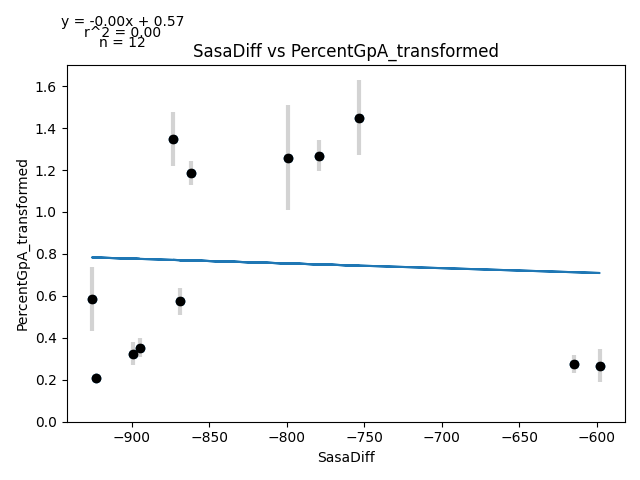 y = -0.00x + 0.57
r^2 = 0.00
n = 12
SasaDiff vs PercentGpA_transformed
PercentGpA_transformed
1.6
1.4
1.2
1.0
0.8
0.6
0.4
0.2
0.0
−900
−850
−800
−750
−700
−650
−600
SasaDiff